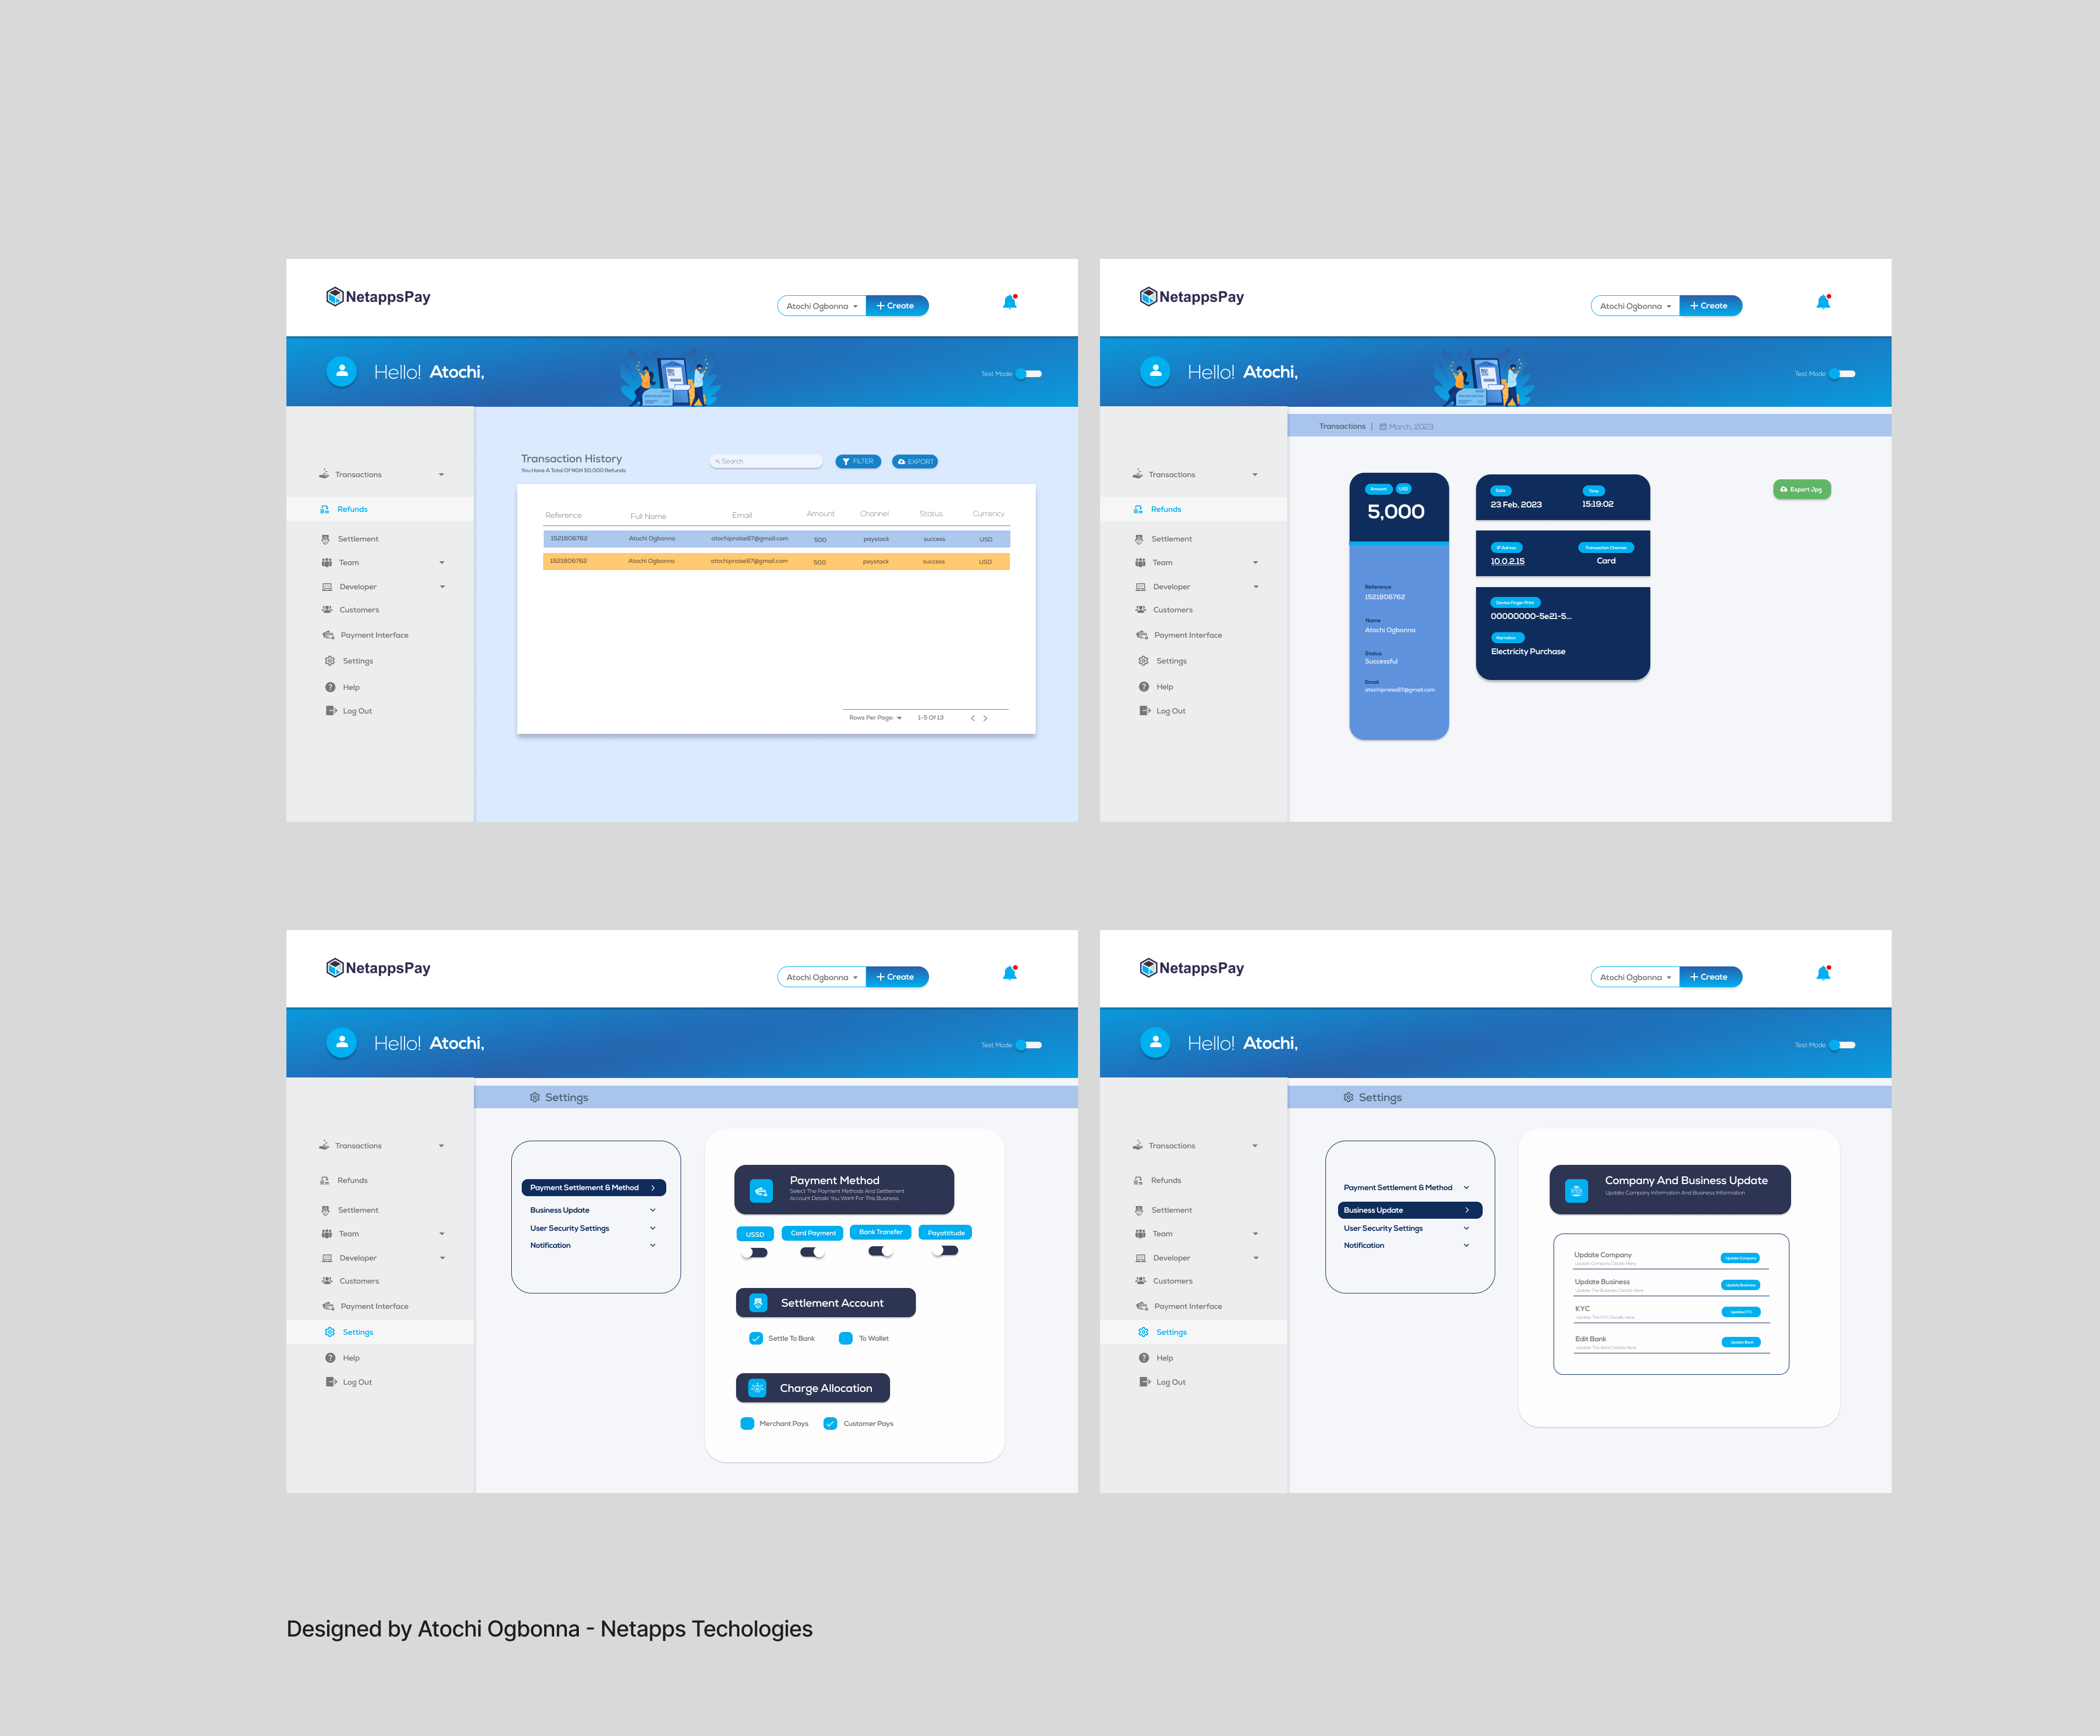 NetappsPay
Atochi Ogbonna
+ Create
Hello! Atochi,
Test Mode
Transactions
Refunds
Settlement
Team
Developer
Customers
Payment Interface
Settings
Help
Log Out
Transaction History
You Have A Total Of NGN 50,000 Refunds
Search
FILTER
EXPORT
Reference Full Name Email Amount Channel Status Currency
1521806762 Atochi Ogbonna atochipraise87@gmail.com 500 paystack success USD
1521806762 Atochi Ogbonna atochipraise87@gmail.com 500 paystack success USD
Rows Per Page: 1-5 Of 13
NetappsPay
Atochi Ogbonna
+ Create
Hello! Atochi,
Test Mode
Transactions
Refunds
Settlement
Team
Developer
Customers
Payment Interface
Settings
Help
Log Out
Transactions | March, 2023
Amount USD
5,000
Reference
1521806762
Name
Atochi Ogbonna
Status
Successful
Email
atochipraise87@gmail.com
Date Time
23 Feb, 2023 15:19:02
IP Adress Transaction Channel
10.0.2.15 Card
Device Finger Print
00000000-5e21-5...
Narration
Electricity Purchase
Export Jpg
NetappsPay
Atochi Ogbonna
+ Create
Hello! Atochi,
Test Mode
Transactions
Refunds
Settlement
Team
Developer
Customers
Payment Interface
Settings
Help
Log Out
Settings
Payment Settlement & Method
Business Update
User Security Settings
Notification
Payment Method
Select The Payment Methods And Settlement
Account Details You Want For This Business.
USSD Card Payment Bank Transfer Payattitude
Settlement Account
Settle To Bank To Wallet
Charge Allocation
Merchant Pays Customer Pays
NetappsPay
Atochi Ogbonna
+ Create
Hello! Atochi,
Test Mode
Transactions
Refunds
Settlement
Team
Developer
Customers
Payment Interface
Settings
Help
Log Out
Settings
Payment Settlement & Method
Business Update
User Security Settings
Notification
Company And Business Update
Update Company Information And Business Information
Update Company Update Company
Update Company Details Here
Update Business Update Business
Update The Business Details Here
KYC Update KYC
Update The KYC Details Here
Edit Bank Update Bank
Update The Bank Details Here
Designed by Atochi Ogbonna - Netapps Techologies